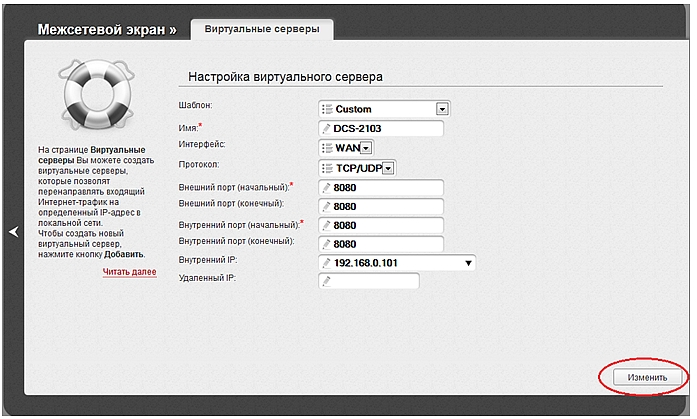 Межсетевой экран »
Виртуальные серверы
Настройка виртуального сервера
Шаблон:
Custom
Имя:*
DCS-2103
Интерфейс:
WAN
Протокол:
TCP/UDP
Внешний порт (начальный):*
8080
Внешний порт (конечный):
8080
Внутренний порт (начальный):*
8080
Внутренний порт (конечный):
8080
Внутренний IP:
192.168.0.101
Удаленный IP:
На странице Виртуальные
серверы Вы можете создать
виртуальные серверы,
которые позволят
перенаправлять входящий
Интернет-трафик на
определенный IP-адрес в
локальной сети.
Чтобы создать новый
виртуальный сервер,
нажмите кнопку Добавить.
Читать далее
Изменить